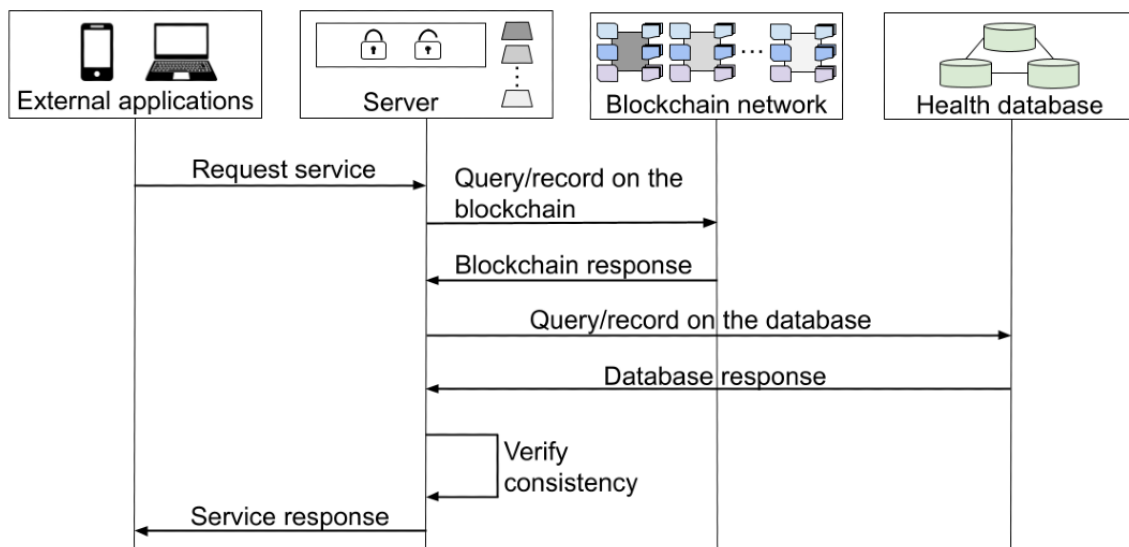 External applications
Server
Blockchain network
Health database
Request service
Query/record on the
blockchain
Blockchain response
Query/record on the database
Database response
Verify
consistency
Service response